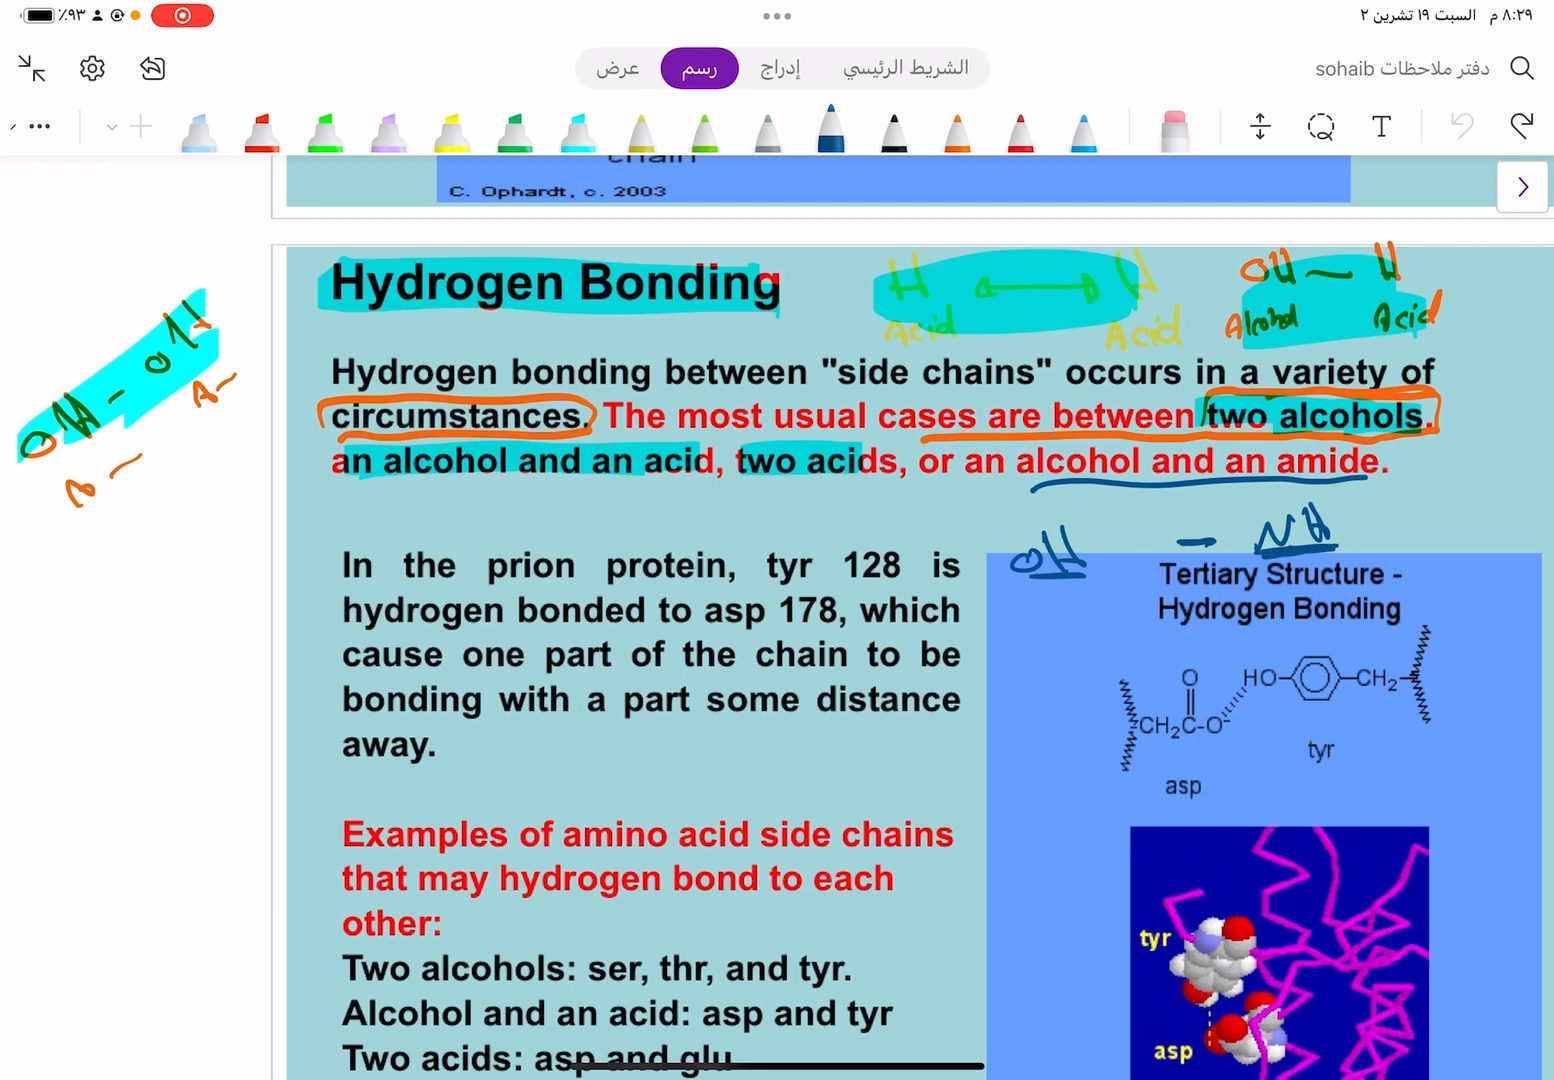 ٪٩٣
٨:٢٩ م السبت ١٩ تشرين ٢
الشريط الرئيسي إدراج رسم عرض
دفتر ملاحظات sohaib
T
chain
C. Ophardt, c. 2003
Hydrogen Bonding
H H
Acid Acid
OH H
Alcohol Acid
OH - OH
Hydrogen bonding between "side chains" occurs in a variety of
circumstances. The most usual cases are between two alcohols,
an alcohol and an acid, two acids, or an alcohol and an amide.
OH - NH
In the prion protein, tyr 128 is
hydrogen bonded to asp 178, which
cause one part of the chain to be
bonding with a part some distance
away.
Tertiary Structure -
Hydrogen Bonding
O
HO CH2
CH2C-O-
tyr
asp
Examples of amino acid side chains
that may hydrogen bond to each
other:
Two alcohols: ser, thr, and tyr.
Alcohol and an acid: asp and tyr
Two acids: asp and glu
tyr
asp